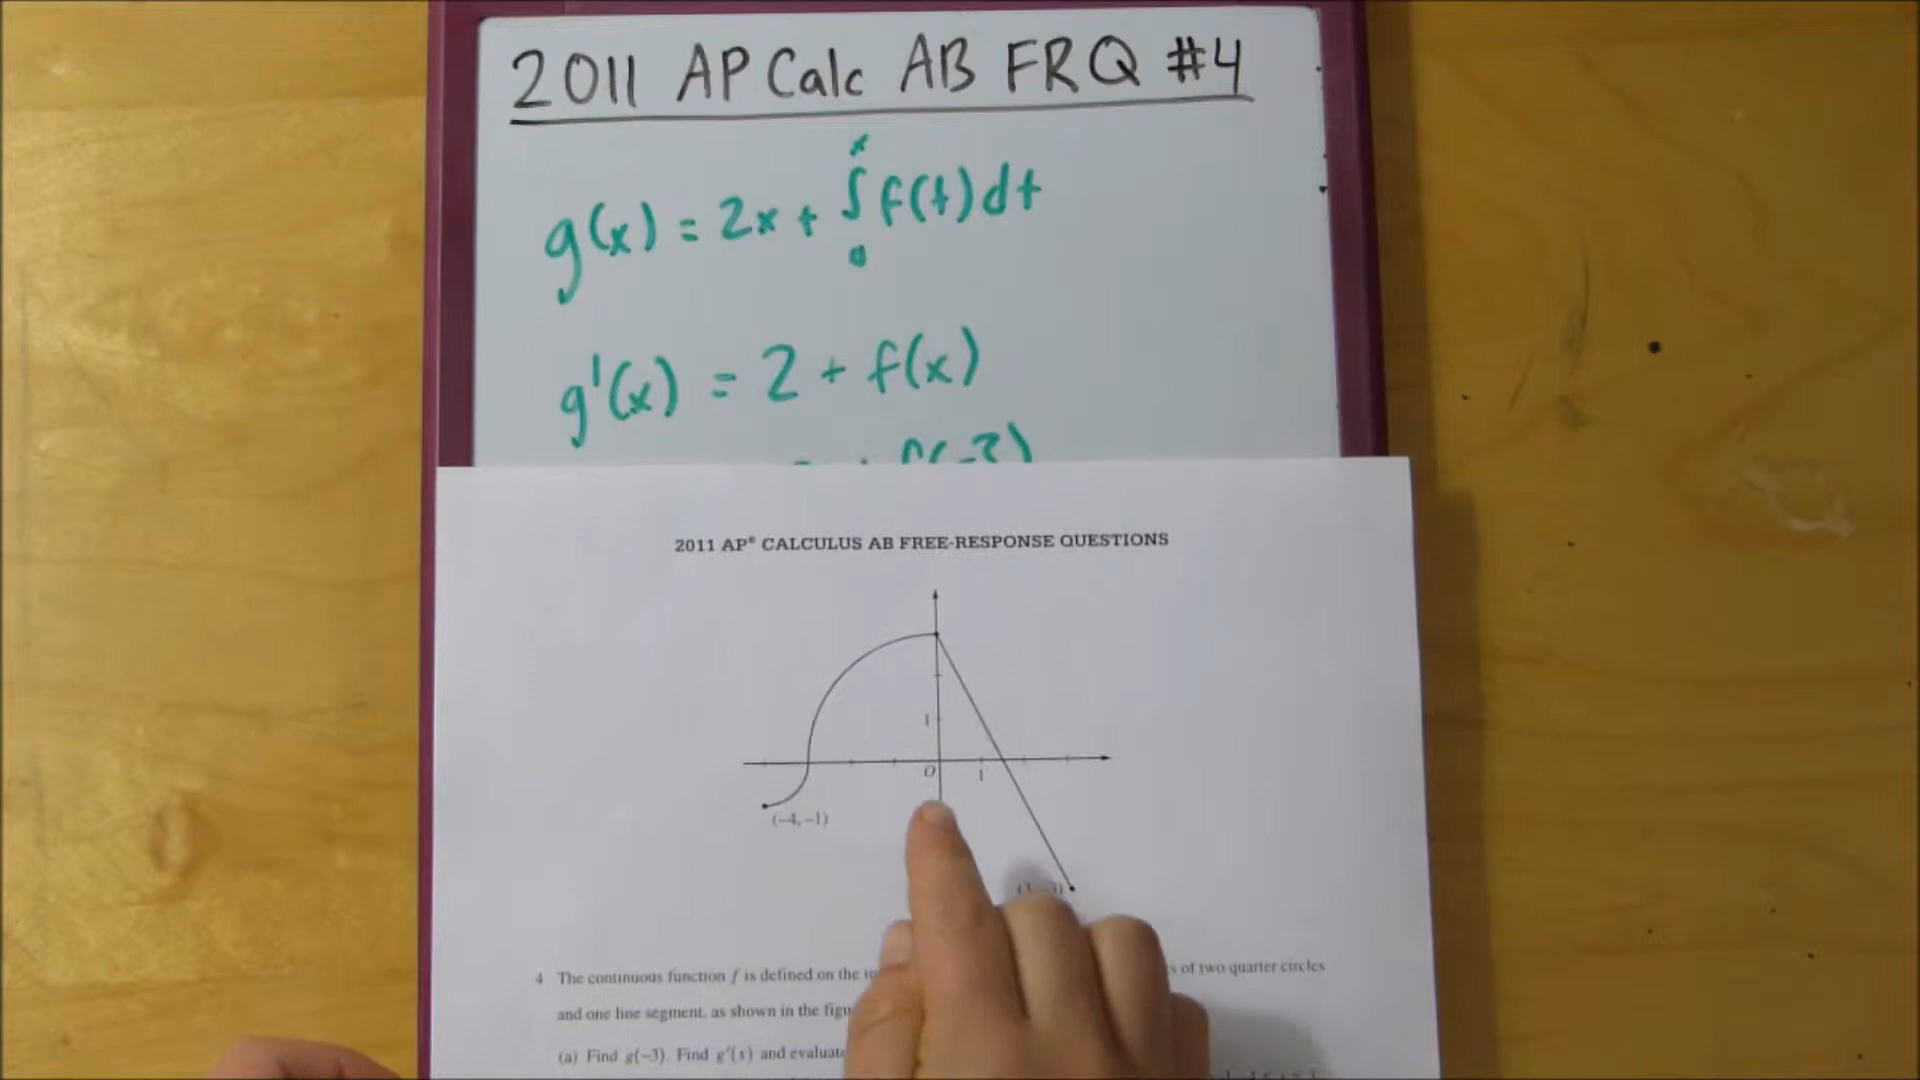 2011 AP Calc AB FRQ #4
x
g(x) = 2x + ∫ f(t)dt
0
g'(x) = 2 + f(x)
2011 AP® CALCULUS AB FREE-RESPONSE QUESTIONS
1
O
1
(-4,-1)
4 The continuous function f is defined on the s of two quarter circles
and one line segment, as shown in the
(a) Find g(-3). Find g'(x) and